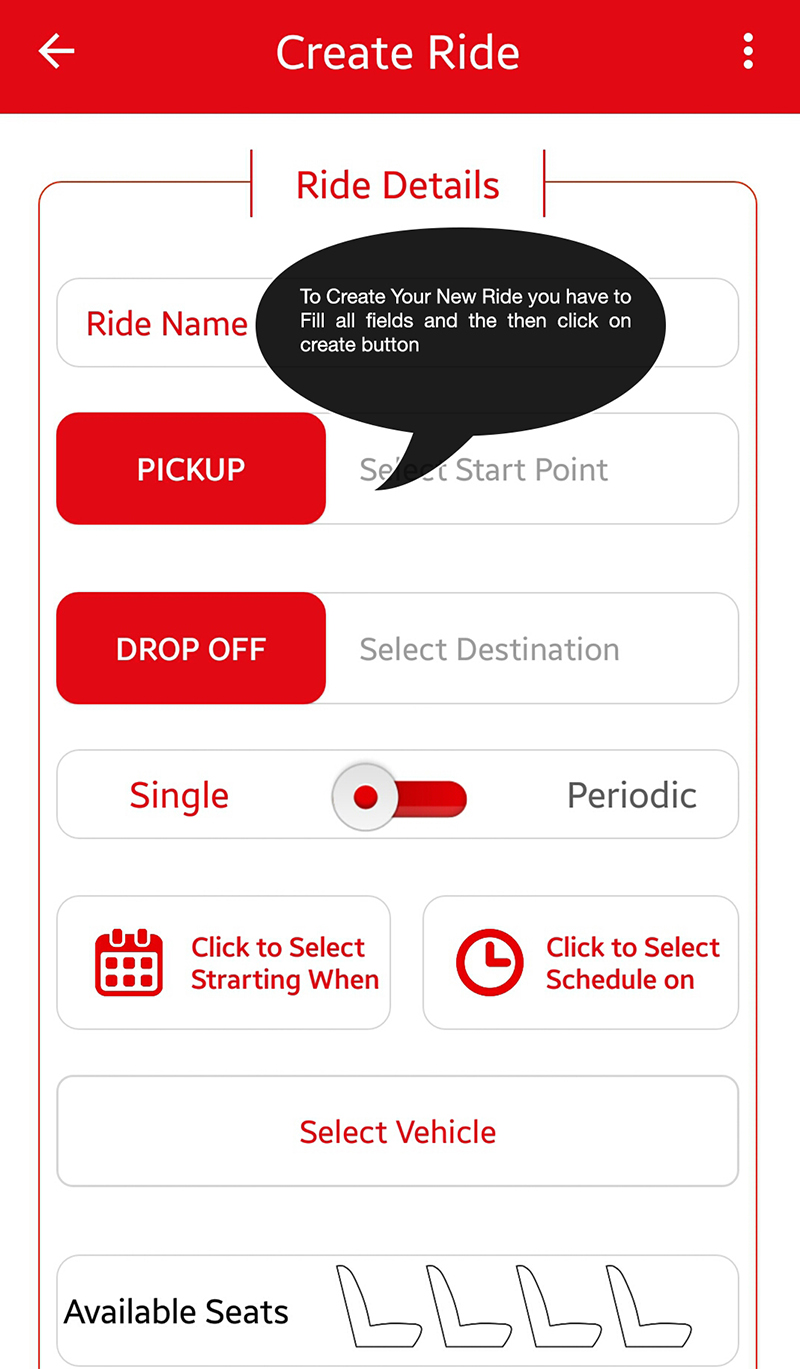 Create Ride
Ride Details
Ride Name
To Create Your New Ride you have to
Fill all fields and the then click on
create button
PICKUP
Select Start Point
DROP OFF
Select Destination
Single
Periodic
Click to Select
Strarting When
Click to Select
Schedule on
Select Vehicle
Available Seats